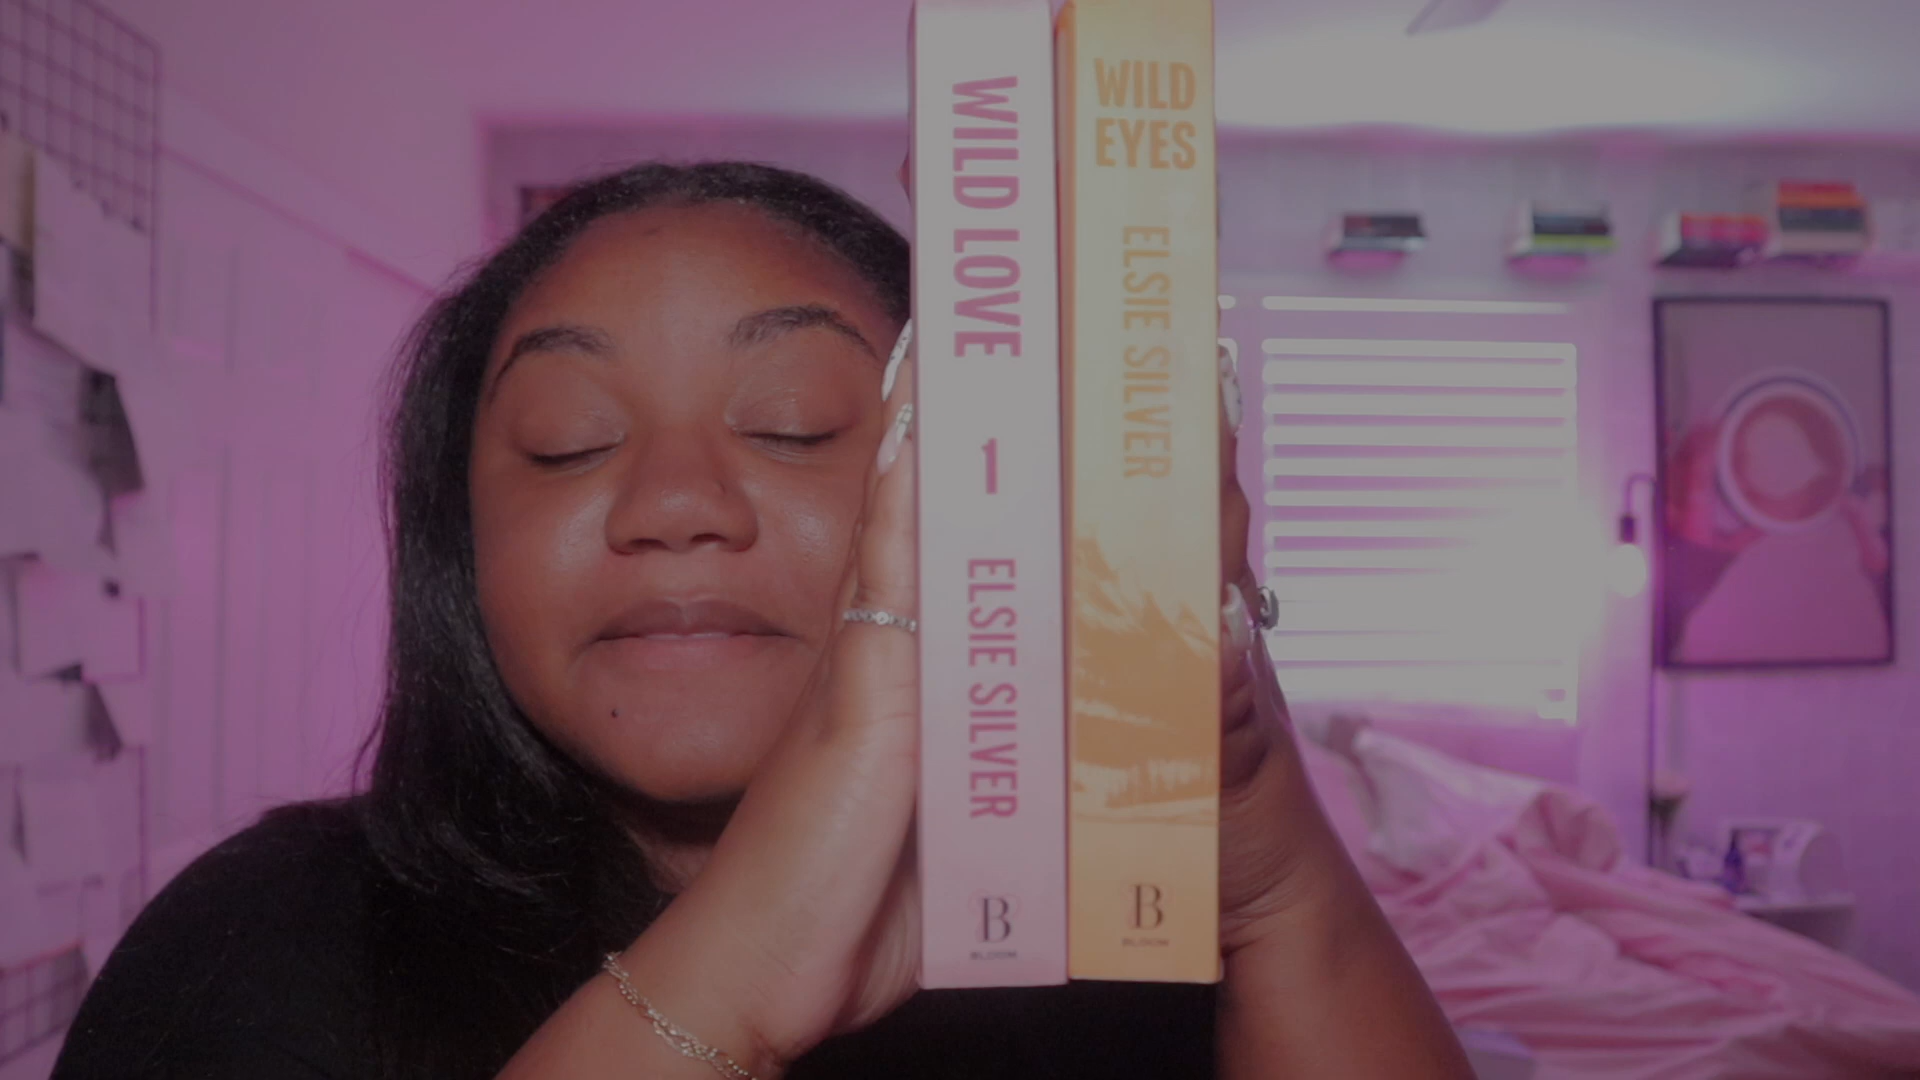 WILD LOVE
1
ELSIE SILVER
B
BLOOM
WILD
EYES
ELSIE SILVER
B
BLOOM